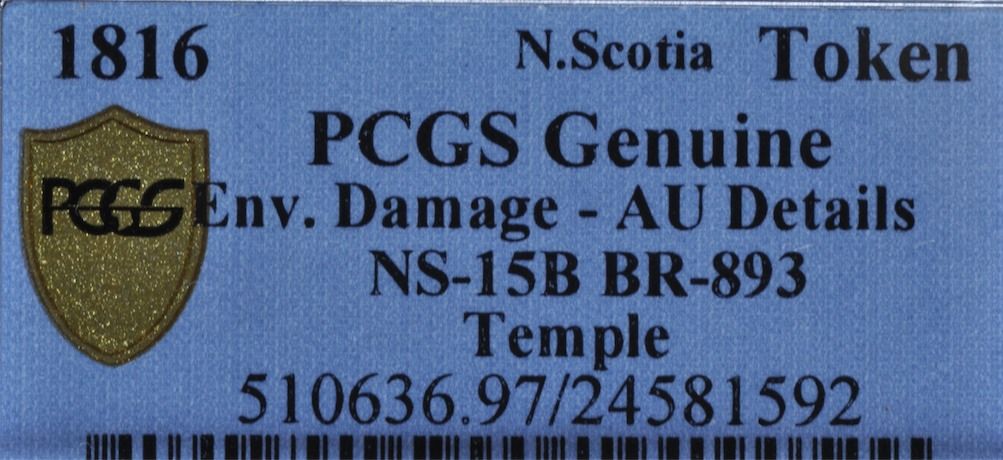 1816 N.Scotia Token
PCGS Genuine
PCGS Env. Damage - AU Details
NS-15B BR-893
Temple
510636.97/24581592